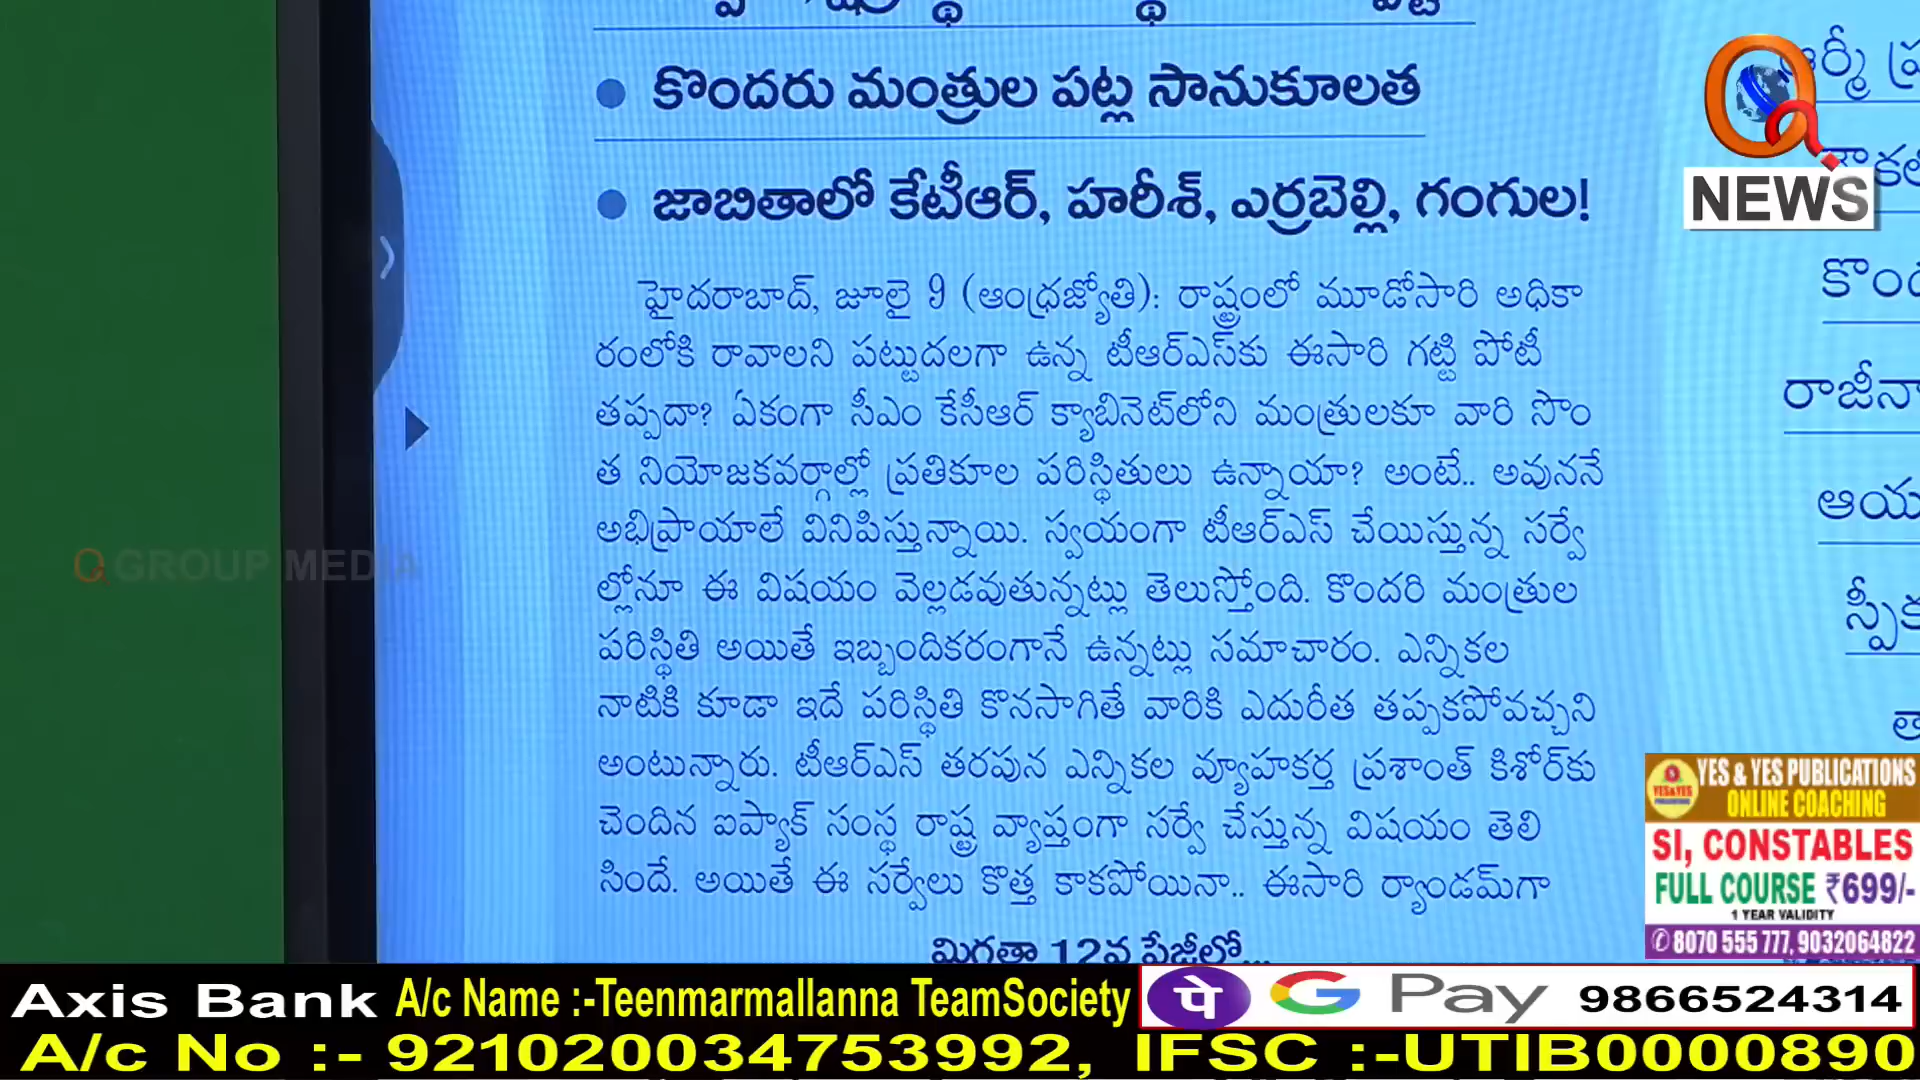 కొందరు మంత్రుల పట్ల సానుకూలత
జాబితాలో కేటీఆర్, హరీశ్, ఎర్రబెల్లి, గంగుల!
హైదరాబాద్, జూలై 9 (ఆంధ్రజ్యోతి): రాష్ట్రంలో మూడోసారి అధికా
రంలోకి రావాలని పట్టుదలగా ఉన్న టీఆర్ఎస్‌కు ఈసారి గట్టి పోటీ
తప్పదా? ఏకంగా సీఎం కేసీఆర్ క్యాబినెట్‌లోని మంత్రులకూ వారి సొం
త నియోజకవర్గాల్లో ప్రతికూల పరిస్థితులు ఉన్నాయా? అంటే.. అవుననే
అభిప్రాయాలే వినిపిస్తున్నాయి. స్వయంగా టీఆర్ఎస్ చేయిస్తున్న సర్వే
ల్లోనూ ఈ విషయం వెల్లడవుతున్నట్లు తెలుస్తోంది. కొందరి మంత్రుల
పరిస్థితి అయితే ఇబ్బందికరంగానే ఉన్నట్లు సమాచారం. ఎన్నికల
నాటికి కూడా ఇదే పరిస్థితి కొనసాగితే వారికి ఎదురీత తప్పకపోవచ్చని
అంటున్నారు. టీఆర్ఎస్ తరపున ఎన్నికల వ్యూహకర్త ప్రశాంత్ కిశోర్‌కు
చెందిన ఐప్యాక్ సంస్థ రాష్ట్ర వ్యాప్తంగా సర్వే చేస్తున్న విషయం తెలి
సిందే. అయితే ఈ సర్వేలు కొత్త కాకపోయినా.. ఈసారి ర్యాండమ్‌గా
మిగతా 12వ పేజీలో...
కొం
రాజీనా
ఆయ
Q
NEWS
Q GROUP MEDIA
YES & YES PUBLICATIONS
ONLINE COACHING
SI, CONSTABLES
FULL COURSE ₹699/-
1 YEAR VALIDITY
8070 555 777, 9032064822
Axis Bank A/c Name :-Teenmarmallanna TeamSociety
पे G Pay 9866524314
A/c No :- 921020034753992, IFSC :-UTIB0000890